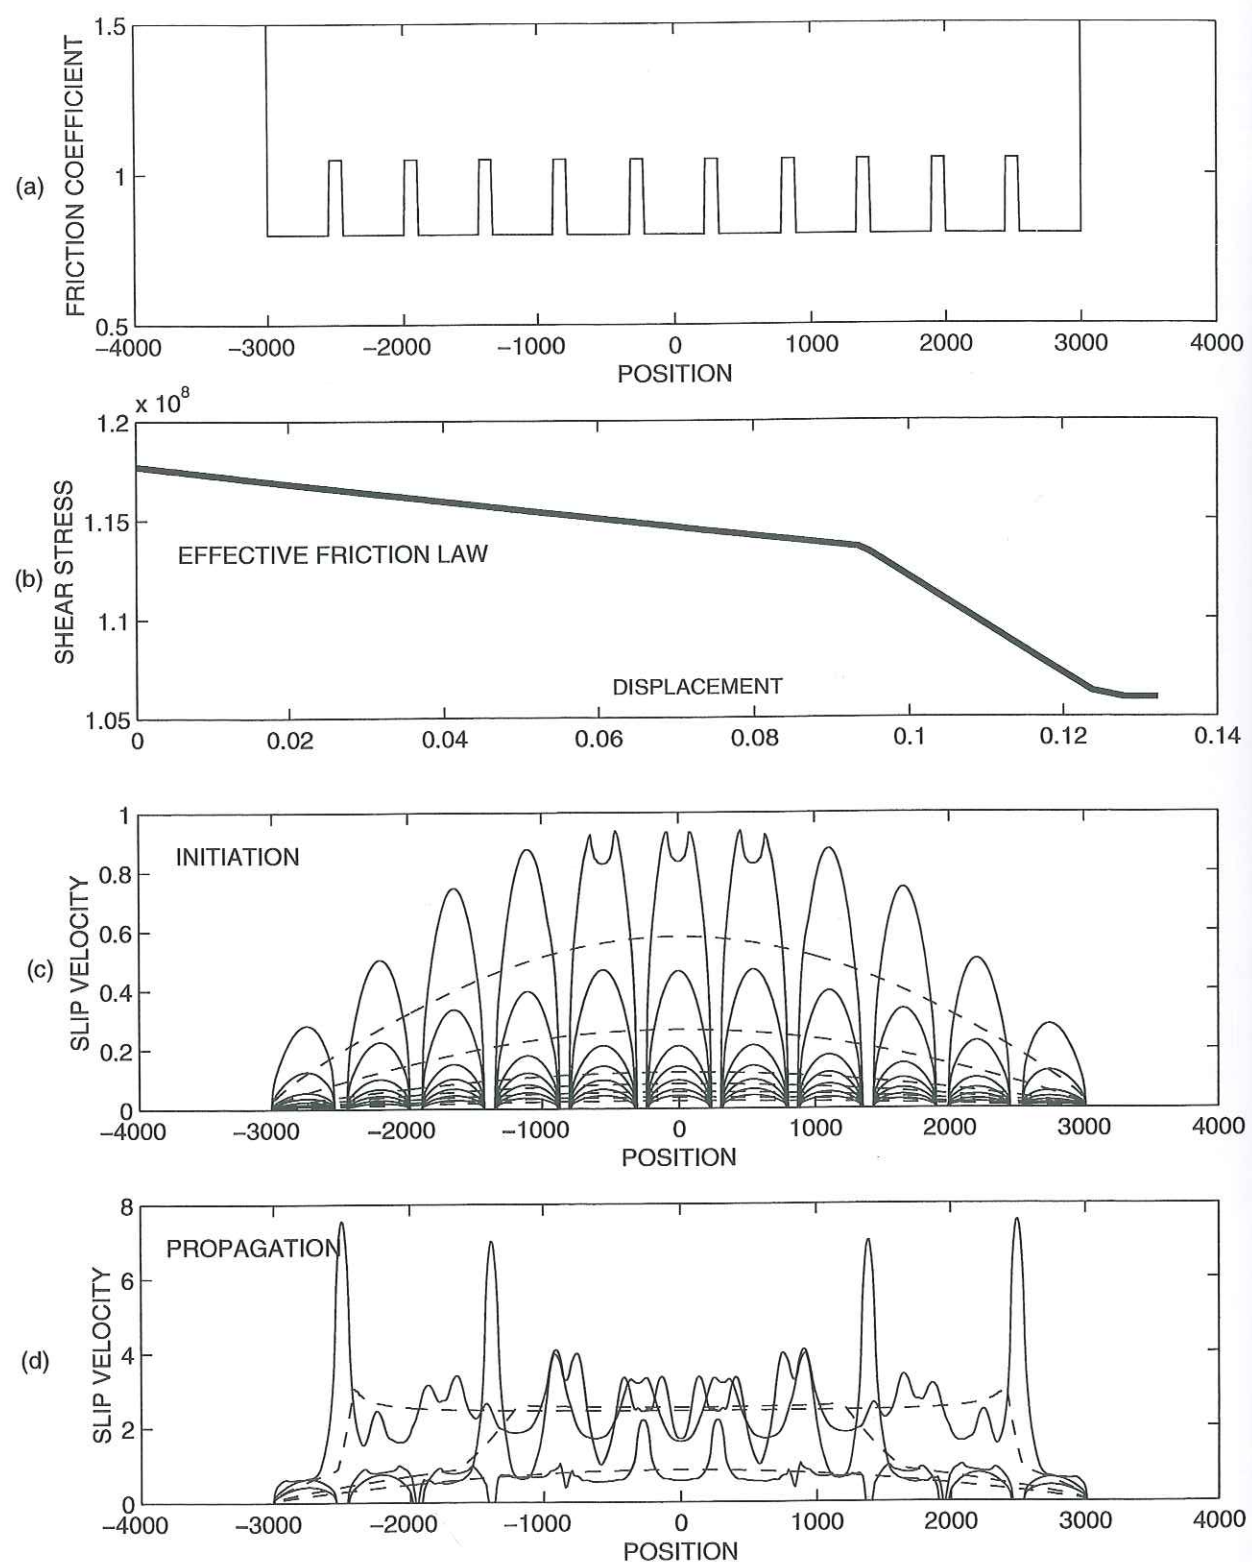 (a)
FRICTION COEFFICIENT
1.5
1
0.5
−4000 −3000 −2000 −1000 0 1000 2000 3000 4000
POSITION
(b)
SHEAR STRESS
x 10⁸
1.2
1.15
1.1
1.05
EFFECTIVE FRICTION LAW
DISPLACEMENT
0 0.02 0.04 0.06 0.08 0.1 0.12 0.14
(c)
SLIP VELOCITY
1
0.8
0.6
0.4
0.2
0
INITIATION
−4000 −3000 −2000 −1000 0 1000 2000 3000 4000
POSITION
(d)
SLIP VELOCITY
8
6
4
2
0
PROPAGATION
−4000 −3000 −2000 −1000 0 1000 2000 3000 4000
POSITION